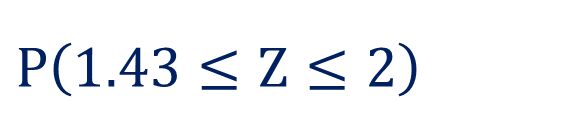 P(1.43 ≤ Z ≤ 2)